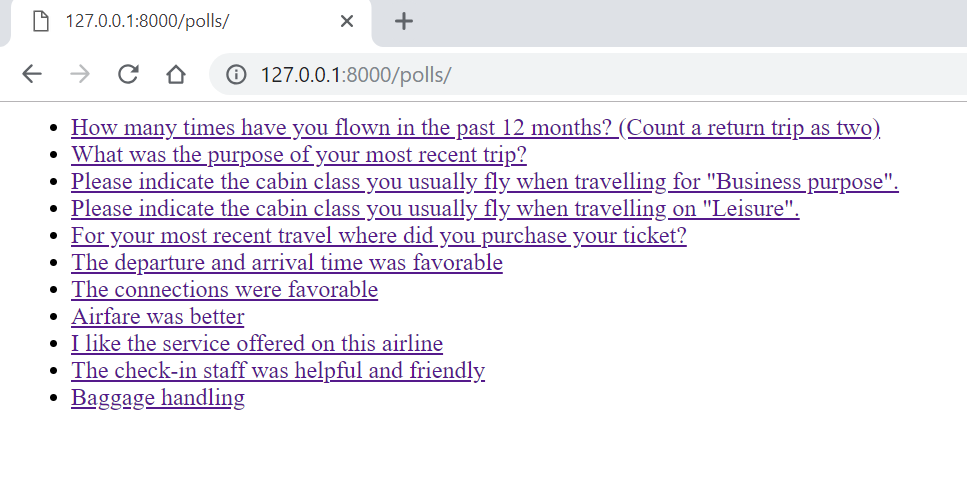 127.0.0.1:8000/polls/
127.0.0.1:8000/polls/
How many times have you flown in the past 12 months? (Count a return trip as two)
What was the purpose of your most recent trip?
Please indicate the cabin class you usually fly when travelling for "Business purpose".
Please indicate the cabin class you usually fly when travelling on "Leisure".
For your most recent travel where did you purchase your ticket?
The departure and arrival time was favorable
The connections were favorable
Airfare was better
I like the service offered on this airline
The check-in staff was helpful and friendly
Baggage handling